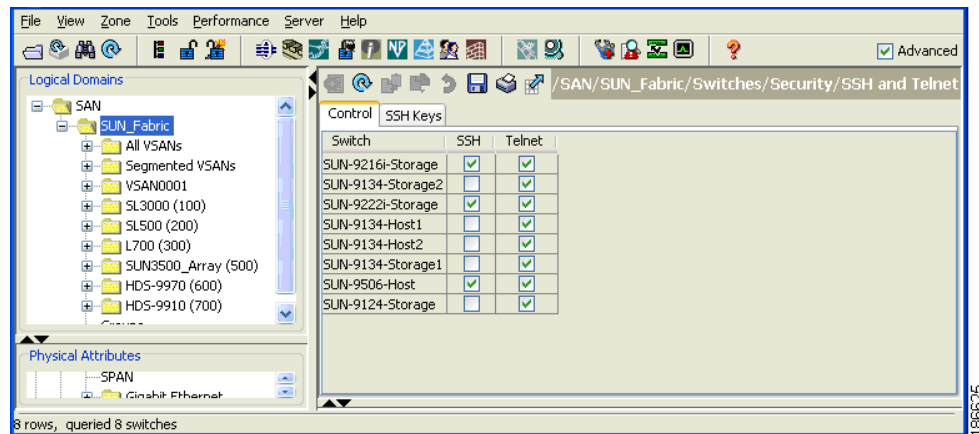 File View Zone Tools Performance Server Help
Advanced
Logical Domains
SAN
SUN_Fabric
All VSANs
Segmented VSANs
VSAN0001
SL3000 (100)
SL500 (200)
L700 (300)
SUN3500_Array (500)
HDS-9970 (600)
HDS-9910 (700)
Physical Attributes
SPAN
Gigabit Ethernet
/SAN/SUN_Fabric/Switches/Security/SSH and Telnet
Control SSH Keys
Switch SSH Telnet
SUN-9216i-Storage
SUN-9134-Storage2
SUN-9222i-Storage
SUN-9134-Host1
SUN-9134-Host2
SUN-9134-Storage1
SUN-9506-Host
SUN-9124-Storage
8 rows, queried 8 switches